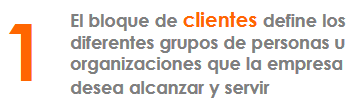 1
El bloque de clientes define los
diferentes grupos de personas u
organizaciones que la empresa
desea alcanzar y servir